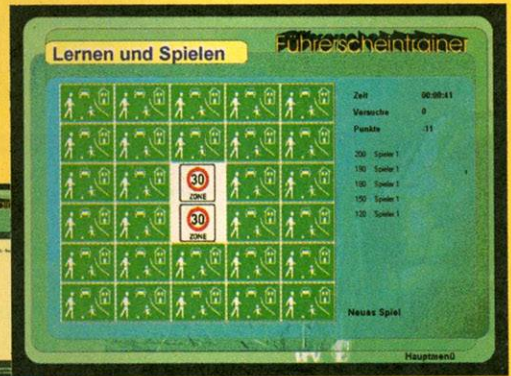 Führerscheintrainer
Lernen und Spielen
Zeit 00:00:41
Versuche 0
Punkte -11
200 Spieler 1
190 Spieler 1
180 Spieler 1
150 Spieler 1
120 Spieler 1
30
ZONE
30
ZONE
Neues Spiel
Hauptmenü